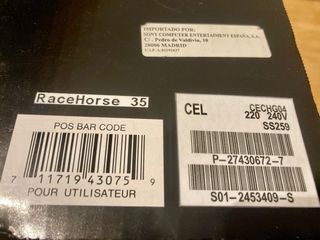 IMPORTADO POR:
SONY COMPUTER ENTERTAIMENT ESPAÑA, S.A.
C/ . Pedro de Valdivia, 10
28006 MADRID
RaceHorse 35
CEL CECHG04
220 240V
SS259
POS BAR CODE
7 11719 43075 9
POUR UTILISATEUR
P-27430672-7
S01-2453409-S